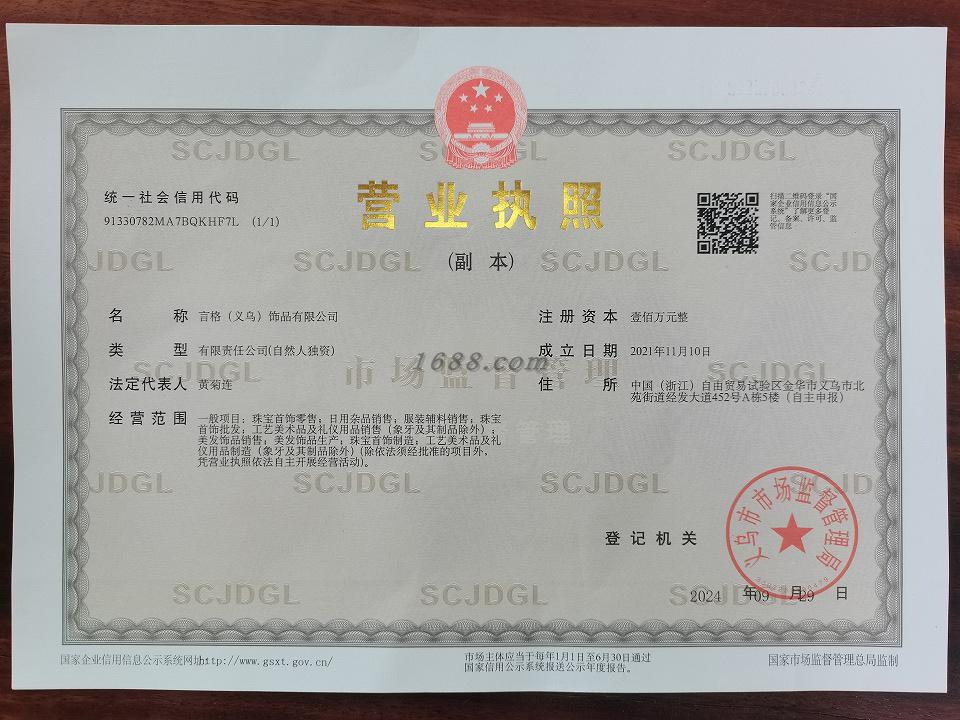 统一社会信用代码
91330782MA7BQKHF7L (1/1)
营业执照
(副 本)
扫描二维码登录“国
家企业信用信息公示
系统”了解更多登
记、备案、许可、监
管信息
名 称 言格（义乌）饰品有限公司
类 型 有限责任公司(自然人独资)
法定代表人 黄菊连
经营范围 一般项目：珠宝首饰零售；日用杂品销售；服装辅料销售；珠宝
首饰批发；工艺美术品及礼仪用品销售（象牙及其制品除外）；
美发饰品销售；美发饰品生产；珠宝首饰制造；工艺美术品及礼
仪用品制造（象牙及其制品除外）(除依法须经批准的项目外，
凭营业执照依法自主开展经营活动)。
注册资本 壹佰万元整
成立日期 2021年11月10日
住 所 中国（浙江）自由贸易试验区金华市义乌市北
苑街道经发大道452号A栋5楼（自主申报）
1688.com
市场监督管理
SCJDGL
登记机关
义乌市市场监督管理局
2024 年09 月29 日
国家企业信用信息公示系统网址:http://www.gsxt.gov.cn/
市场主体应当于每年1月1日至6月30日通过
国家信用公示系统报送公示年度报告。
国家市场监督管理总局监制